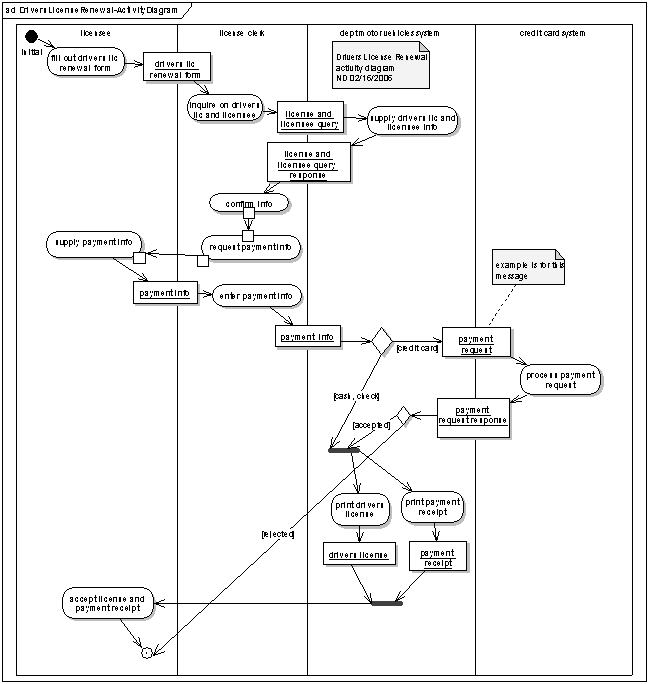 ad Drivers License Renewal-Activity Diagram
licensee
license clerk
dept motor vehicles system
credit card system
Initial
fill out drivers lic
renewal form
drivers lic
renewal form
Drivers License Renewal
activity diagram
ND 02/16/2006
inquire on drivers
lic and licensee
license and
licensee query
supply drivers lic and
licensee info
license and
licensee query
response
confirm info
supply payment info
request payment info
example is for this
message
payment info
enter payment info
payment info
[credit card]
payment
request
process payment
request
[cash, check]
payment
request response
[accepted]
print drivers
license
print payment
receipt
[rejected]
drivers license
payment
receipt
accept license and
payment receipt